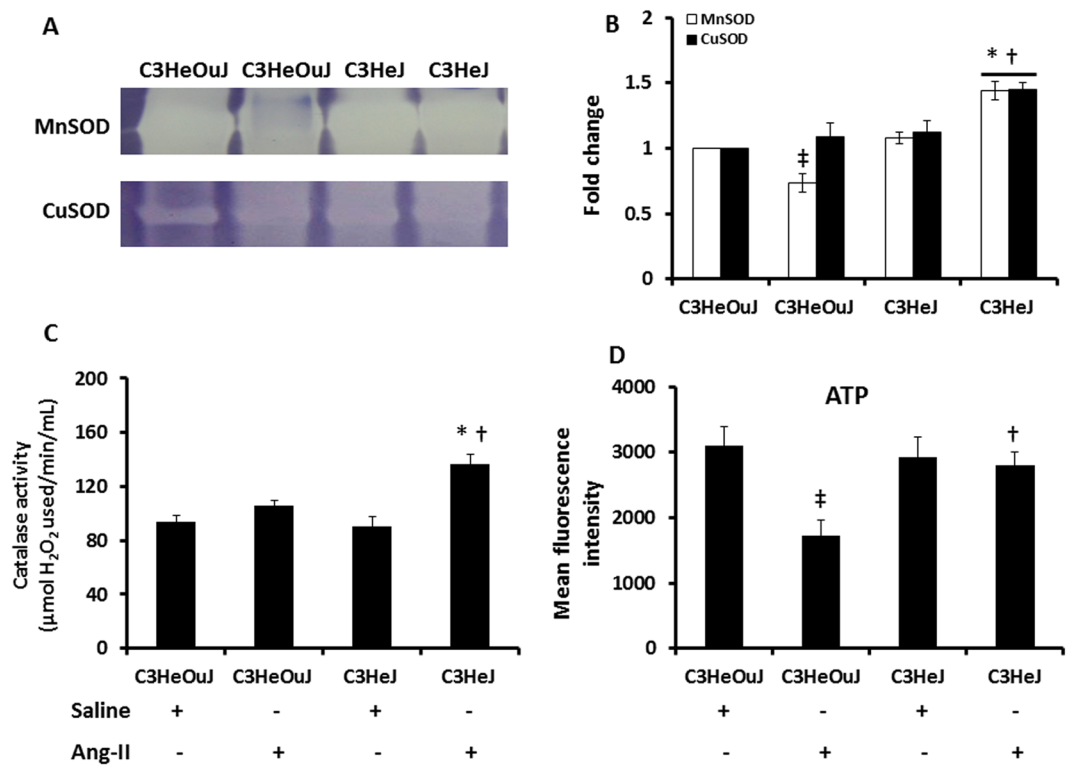 A
C3HeOuJ C3HeOuJ C3HeJ C3HeJ
MnSOD
CuSOD
B
MnSOD
CuSOD
Fold change
2
1.5
1
0.5
0
‡
* †
C3HeOuJ C3HeOuJ C3HeJ C3HeJ
C
Catalase activity
(μmol H₂O₂ used/min/mL)
200
160
120
80
40
0
* †
C3HeOuJ C3HeOuJ C3HeJ C3HeJ
Saline + - + -
Ang-II - + - +
D
ATP
Mean fluorescence
intensity
4000
3000
2000
1000
0
‡
†
C3HeOuJ C3HeOuJ C3HeJ C3HeJ
+ - + -
- + - +